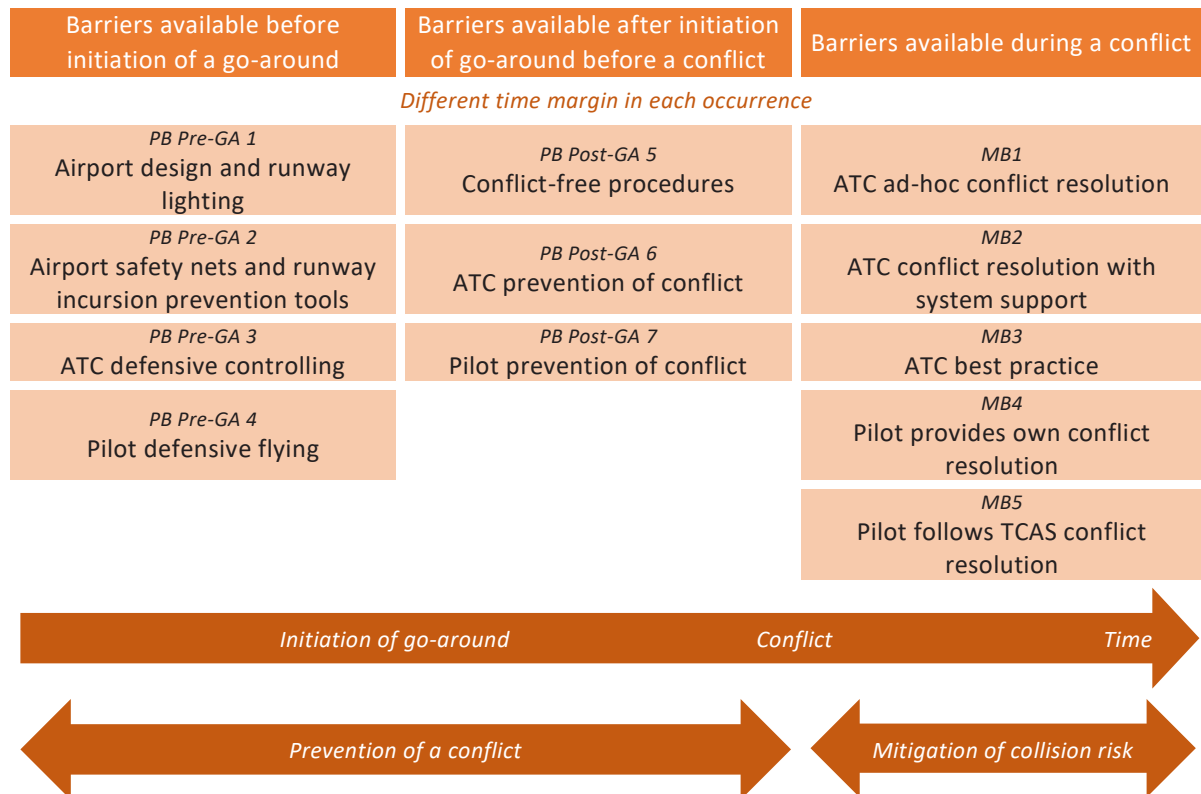 Barriers available before
initiation of a go-around
Barriers available after initiation
of go-around before a conflict
Barriers available during a conflict
Different time margin in each occurrence
PB Pre-GA 1
Airport design and runway
lighting
PB Pre-GA 2
Airport safety nets and runway
incursion prevention tools
PB Pre-GA 3
ATC defensive controlling
PB Pre-GA 4
Pilot defensive flying
PB Post-GA 5
Conflict-free procedures
PB Post-GA 6
ATC prevention of conflict
PB Post-GA 7
Pilot prevention of conflict
MB1
ATC ad-hoc conflict resolution
MB2
ATC conflict resolution with
system support
MB3
ATC best practice
MB4
Pilot provides own conflict
resolution
MB5
Pilot follows TCAS conflict
resolution
Initiation of go-around
Conflict
Time
Prevention of a conflict
Mitigation of collision risk